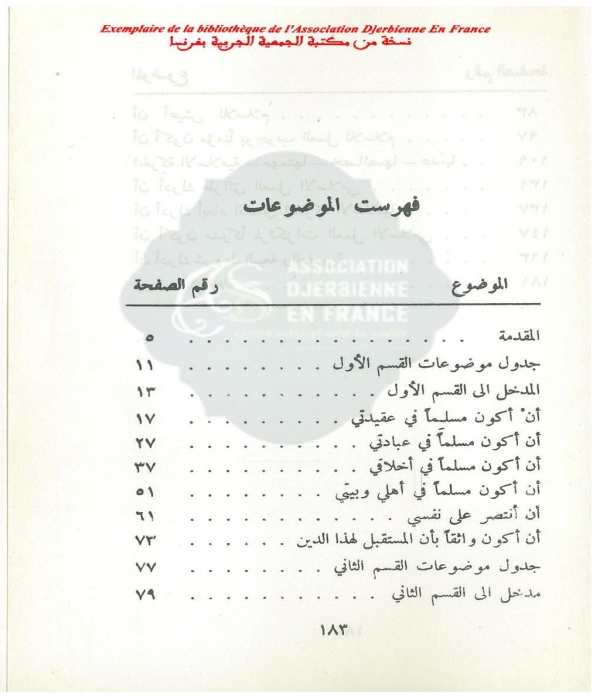 Exemplaire de la bibliothèque de l'Association Djerbienne En France
نسخة من مكتبة الجمعية الجربية بفرنسا
فهرست الموضوعات
ASSOCIATION
DJERBIENNE
EN FRANCE
الموضوع رقم الصفحة
المقدمة . . . . . . . . . . . . . ٥
جدول موضوعات القسم الأول . . . . . . . . ١١
المدخل الى القسم الأول . . . . . . . . . ١٣
أن أكون مسلماً في عقيدتي . . . . . . . . . ١٧
أن أكون مسلماً في عبادتي . . . . . . . . . ٢٧
أن أكون مسلماً في أخلاقي . . . . . . . . . ٣٧
أن أكون مسلماً في أهلي وبيتي . . . . . . . . ٥١
أن أنتصر على نفسي . . . . . . . . . . . ٦١
أن أكون واثقاً بأن المستقبل لهذا الدين . . . . . . ٧٣
جدول موضوعات القسم الثاني . . . . . . . . ٧٧
مدخل الى القسم الثاني . . . . . . . . . . ٧٩
١٨٣